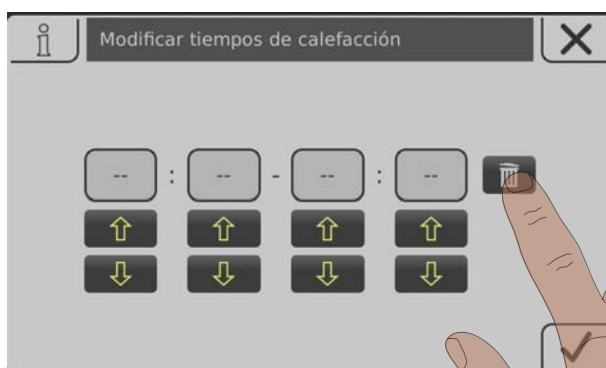 Modificar tiempos de calefacción
-- : -- - -- : --